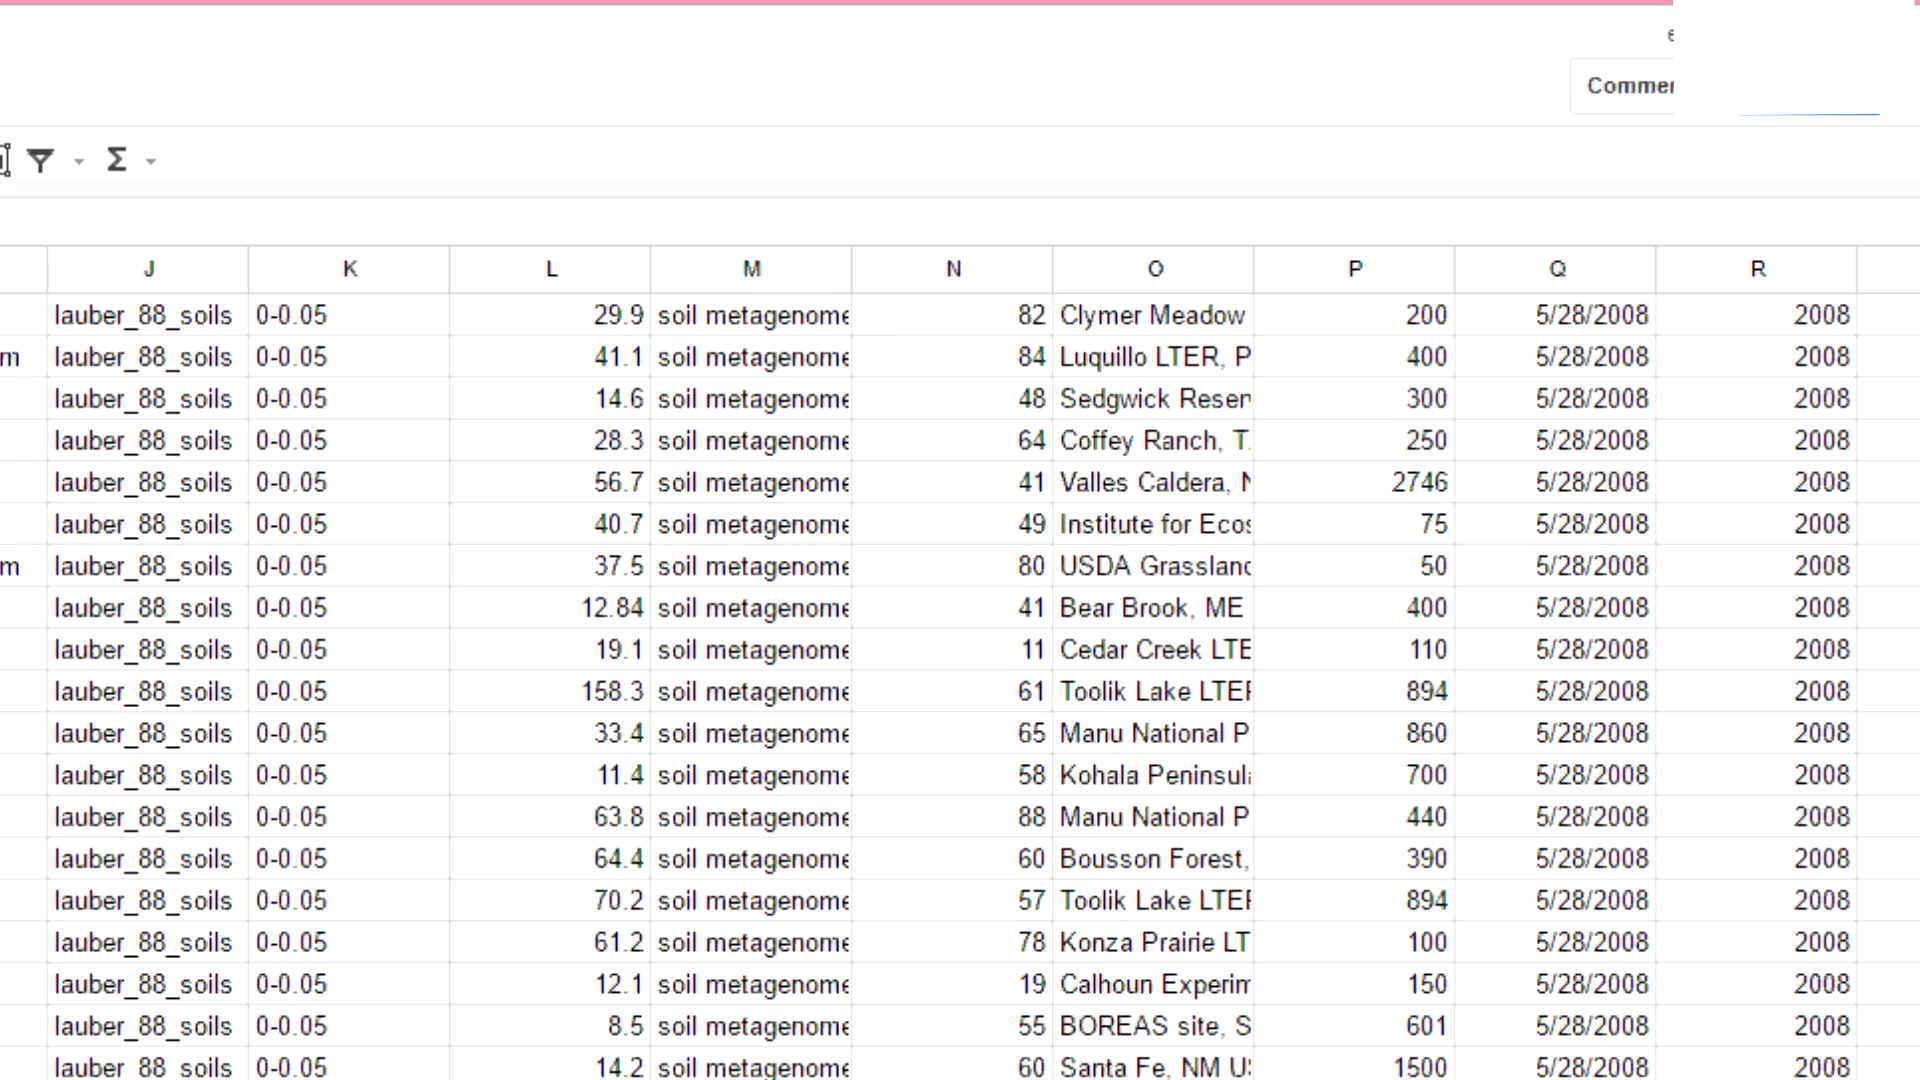 Σ
J K L M N O P Q R
lauber_88_soils 0-0.05 29.9 soil metagenome 82 Clymer Meadow 200 5/28/2008 2008
m lauber_88_soils 0-0.05 41.1 soil metagenome 84 Luquillo LTER, P 400 5/28/2008 2008
lauber_88_soils 0-0.05 14.6 soil metagenome 48 Sedgwick Reser 300 5/28/2008 2008
lauber_88_soils 0-0.05 28.3 soil metagenome 64 Coffey Ranch, T 250 5/28/2008 2008
lauber_88_soils 0-0.05 56.7 soil metagenome 41 Valles Caldera, N 2746 5/28/2008 2008
lauber_88_soils 0-0.05 40.7 soil metagenome 49 Institute for Ecos 75 5/28/2008 2008
m lauber_88_soils 0-0.05 37.5 soil metagenome 80 USDA Grassland 50 5/28/2008 2008
lauber_88_soils 0-0.05 12.84 soil metagenome 41 Bear Brook, ME 400 5/28/2008 2008
lauber_88_soils 0-0.05 19.1 soil metagenome 11 Cedar Creek LTE 110 5/28/2008 2008
lauber_88_soils 0-0.05 158.3 soil metagenome 61 Toolik Lake LTER 894 5/28/2008 2008
lauber_88_soils 0-0.05 33.4 soil metagenome 65 Manu National P 860 5/28/2008 2008
lauber_88_soils 0-0.05 11.4 soil metagenome 58 Kohala Peninsula 700 5/28/2008 2008
lauber_88_soils 0-0.05 63.8 soil metagenome 88 Manu National P 440 5/28/2008 2008
lauber_88_soils 0-0.05 64.4 soil metagenome 60 Bousson Forest, 390 5/28/2008 2008
lauber_88_soils 0-0.05 70.2 soil metagenome 57 Toolik Lake LTER 894 5/28/2008 2008
lauber_88_soils 0-0.05 61.2 soil metagenome 78 Konza Prairie LT 100 5/28/2008 2008
lauber_88_soils 0-0.05 12.1 soil metagenome 19 Calhoun Experim 150 5/28/2008 2008
lauber_88_soils 0-0.05 8.5 soil metagenome 55 BOREAS site, S 601 5/28/2008 2008
lauber_88_soils 0-0.05 14.2 soil metagenome 60 Santa Fe, NM US 1500 5/28/2008 2008